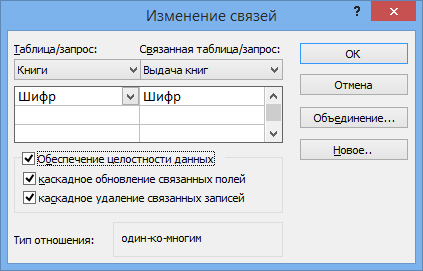 Изменение связей ?
Таблица/запрос: Связанная таблица/запрос:
Книги Выдача книг
Шифр Шифр
Обеспечение целостности данных
каскадное обновление связанных полей
каскадное удаление связанных записей
Тип отношения: один-ко-многим
ОК
Отмена
Объединение...
Новое..